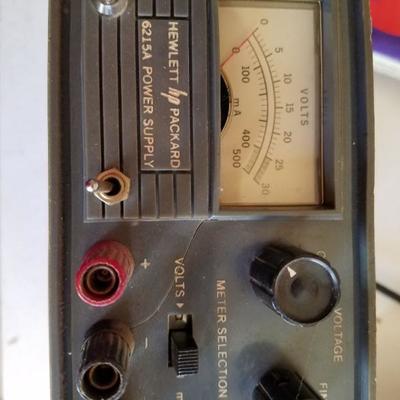 HEWLETT hp PACKARD
6215A POWER SUPPLY
0 5 10 15 20 25 30
VOLTS
0 100 400 500
mA
+
-
VOLTS
METER SELECTION
VOLTAGE